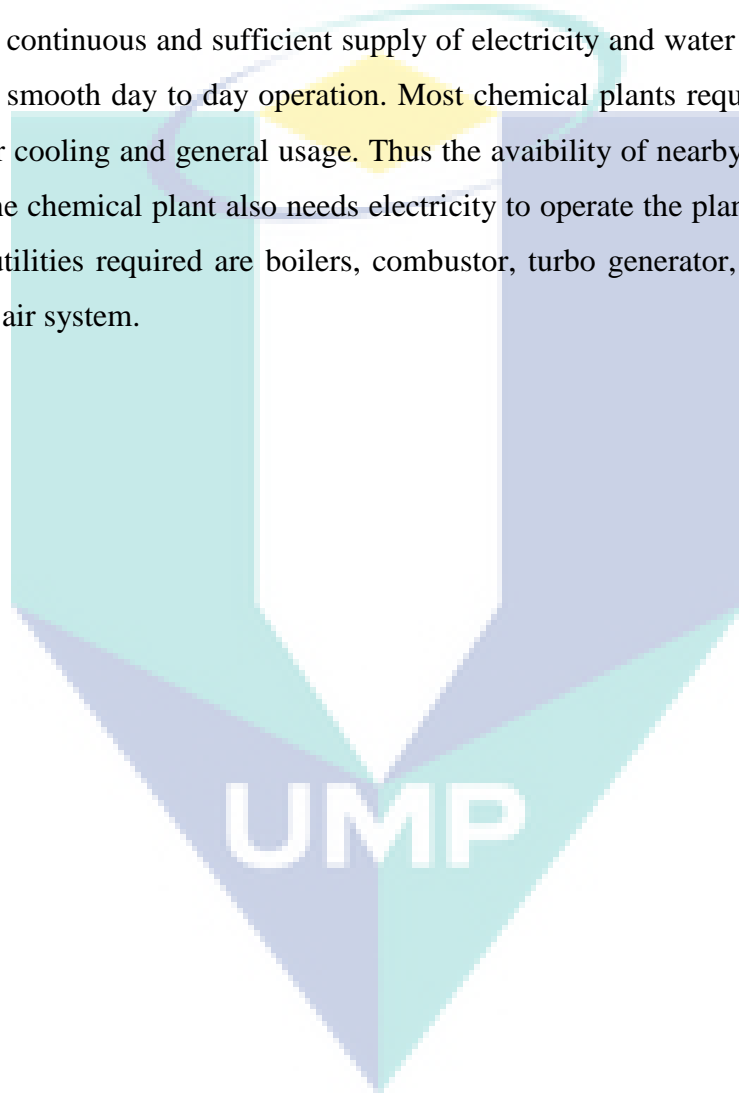 continuous and sufficient supply of electricity and water
smooth day to day operation. Most chemical plants requ
r cooling and general usage. Thus the avaibility of nearby
ne chemical plant also needs electricity to operate the plan
utilities required are boilers, combustor, turbo generator,
air system.
UMP